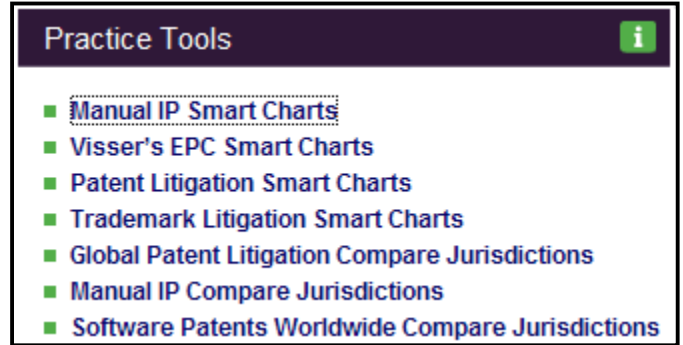 Practice Tools i
Manual IP Smart Charts
Visser's EPC Smart Charts
Patent Litigation Smart Charts
Trademark Litigation Smart Charts
Global Patent Litigation Compare Jurisdictions
Manual IP Compare Jurisdictions
Software Patents Worldwide Compare Jurisdictions